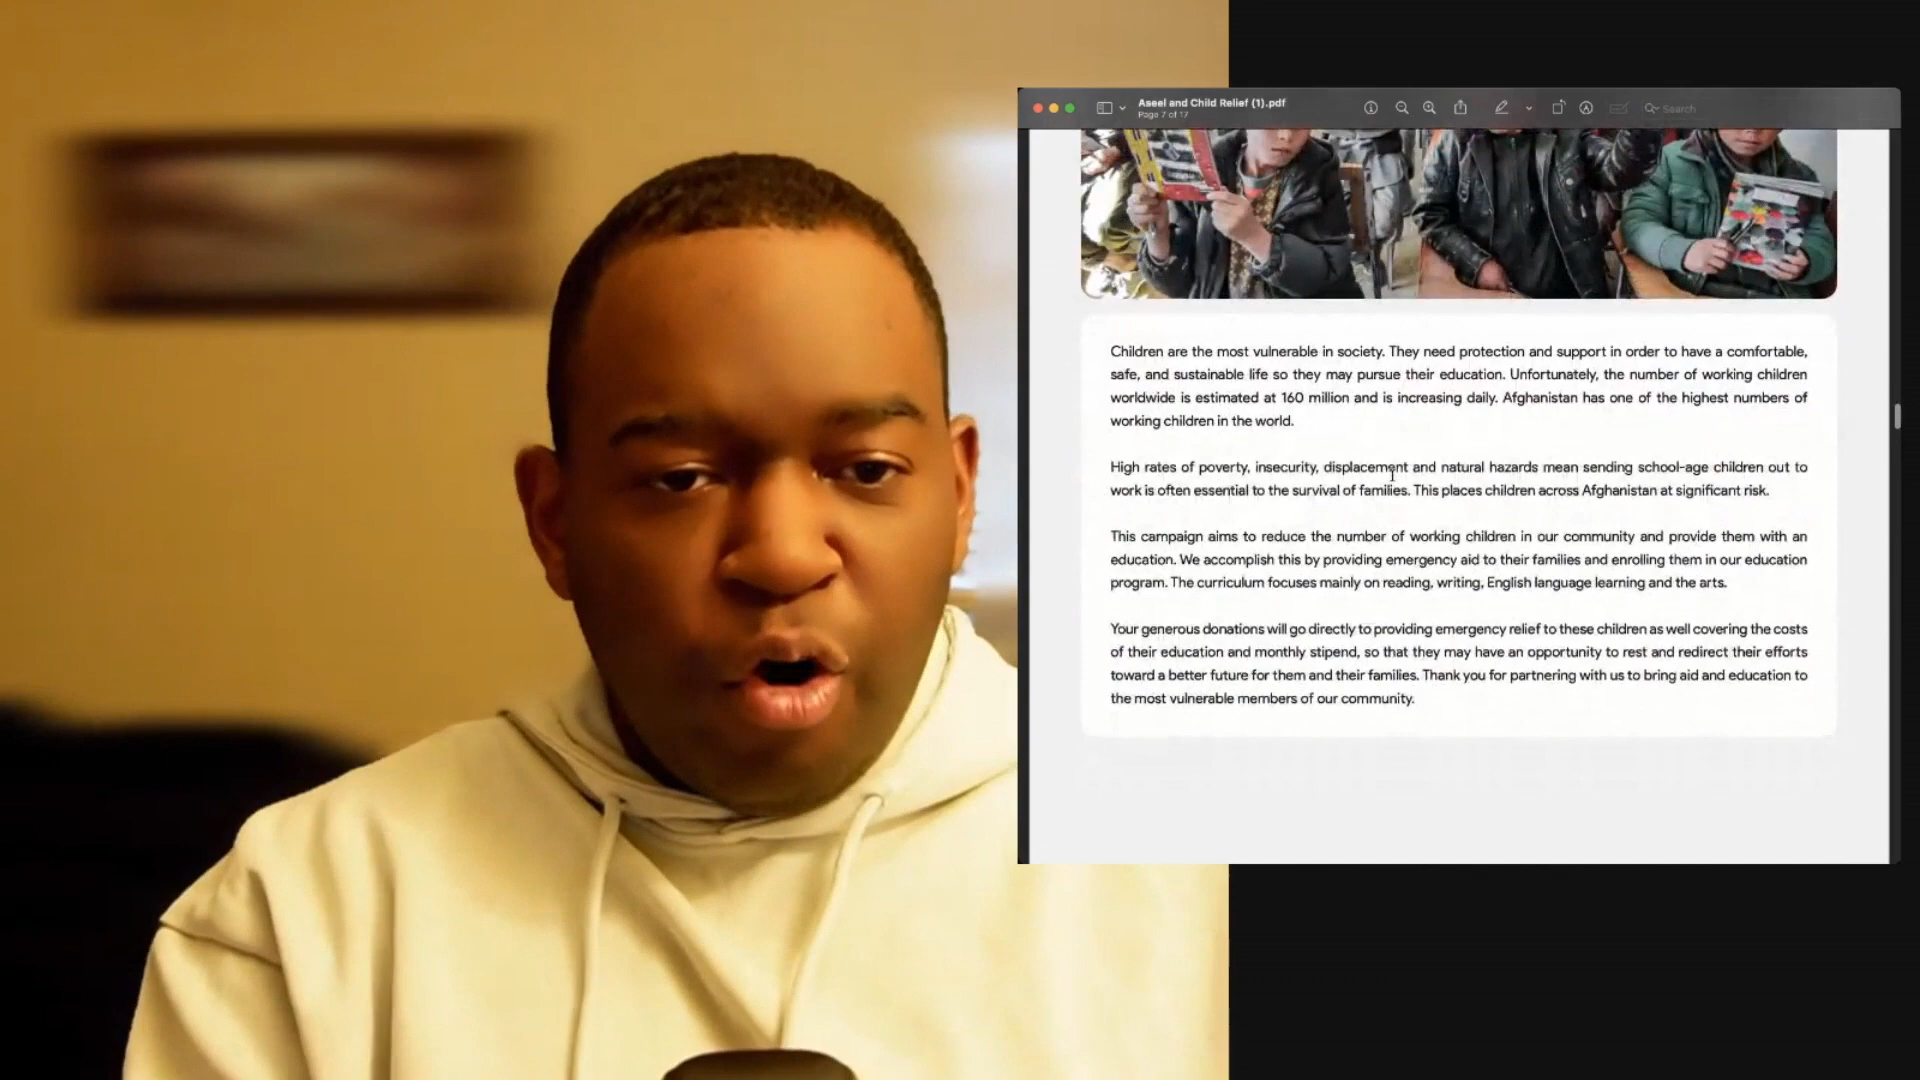 Aseel and Child Relief (1).pdf
Page 7 of 17
Search
Children are the most vulnerable in society. They need protection and support in order to have a comfortable,
safe, and sustainable life so they may pursue their education. Unfortunately, the number of working children
worldwide is estimated at 160 million and is increasing daily. Afghanistan has one of the highest numbers of
working children in the world.
High rates of poverty, insecurity, displacement and natural hazards mean sending school-age children out to
work is often essential to the survival of families. This places children across Afghanistan at significant risk.
This campaign aims to reduce the number of working children in our community and provide them with an
education. We accomplish this by providing emergency aid to their families and enrolling them in our education
program. The curriculum focuses mainly on reading, writing, English language learning and the arts.
Your generous donations will go directly to providing emergency relief to these children as well covering the costs
of their education and monthly stipend, so that they may have an opportunity to rest and redirect their efforts
toward a better future for them and their families. Thank you for partnering with us to bring aid and education to
the most vulnerable members of our community.